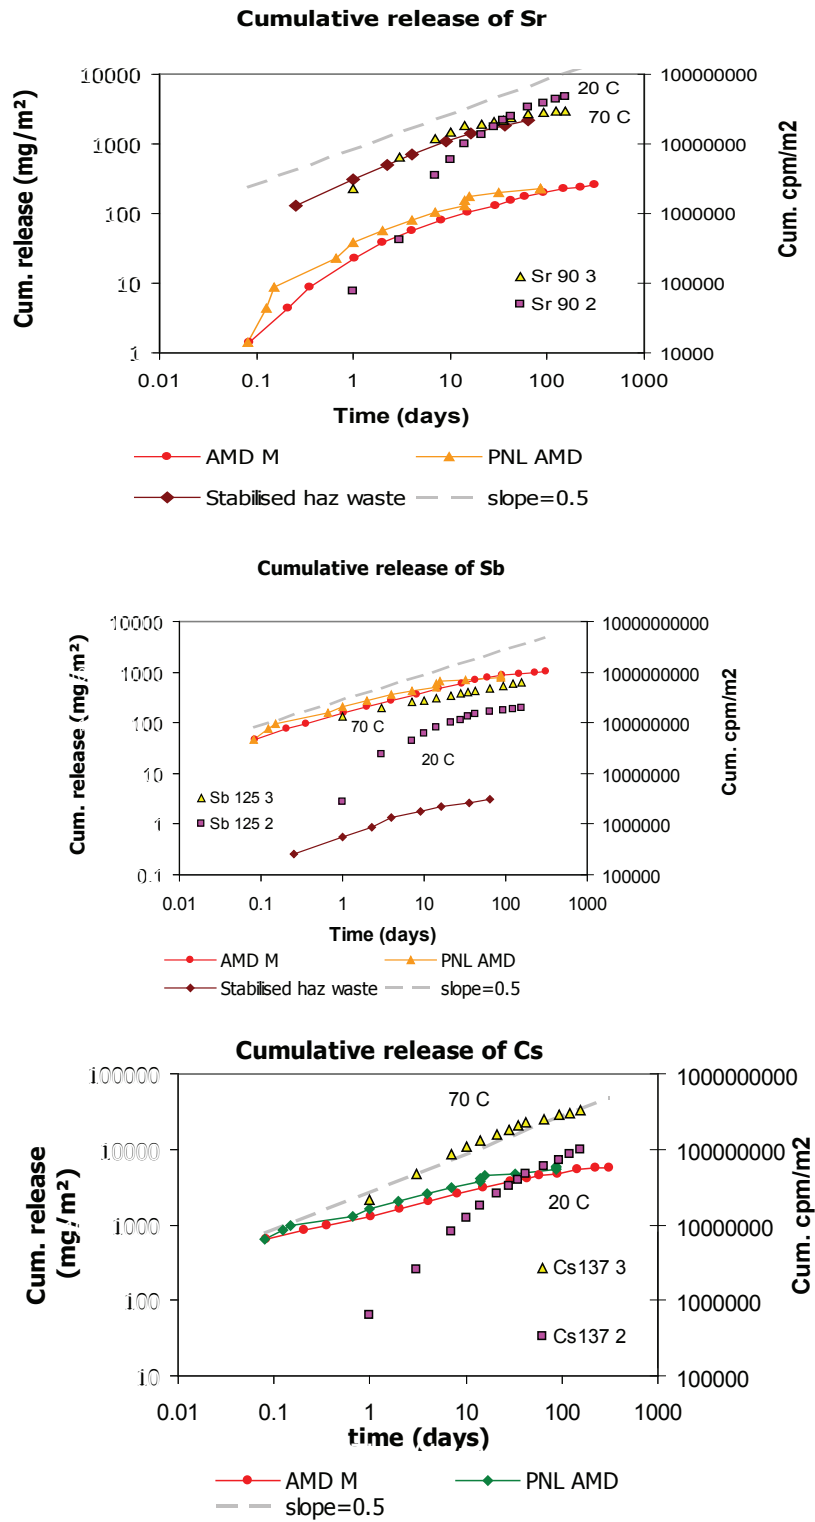 Cumulative release of Sr
Cum. release (mg/m²)
10000
1000
100
10
1
100000000
10000000
1000000
100000
10000
Cum. cpm/m2
20 C
70 C
Sr 90 3
Sr 90 2
0.01 0.1 1 10 100 1000
Time (days)
AMD M PNL AMD
Stabilised haz waste slope=0.5
Cumulative release of Sb
Cum. release (mg/m²)
10000
1000
100
10
1
0.1
10000000000
1000000000
100000000
10000000
1000000
100000
Cum. cpm/m2
70 C
20 C
Sb 125 3
Sb 125 2
0.01 0.1 1 10 100 1000
Time (days)
AMD M PNL AMD
Stabilised haz waste slope=0.5
Cumulative release of Cs
Cum. release
(mg/m²)
100000
10000
1000
100
10
1000000000
100000000
10000000
1000000
100000
Cum. cpm/m2
70 C
20 C
Cs137 3
Cs137 2
0.01 0.1 1 10 100 1000
time (days)
AMD M PNL AMD
slope=0.5